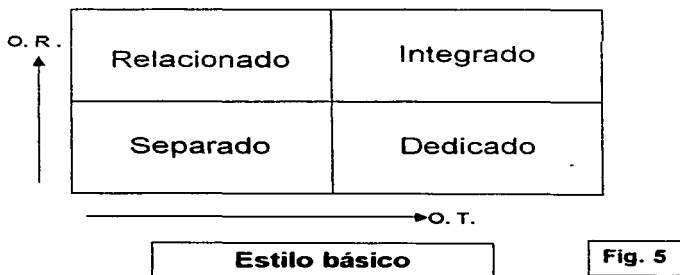 O. R.
Relacionado Integrado
Separado Dedicado
O. T.
Estilo básico
Fig. 5